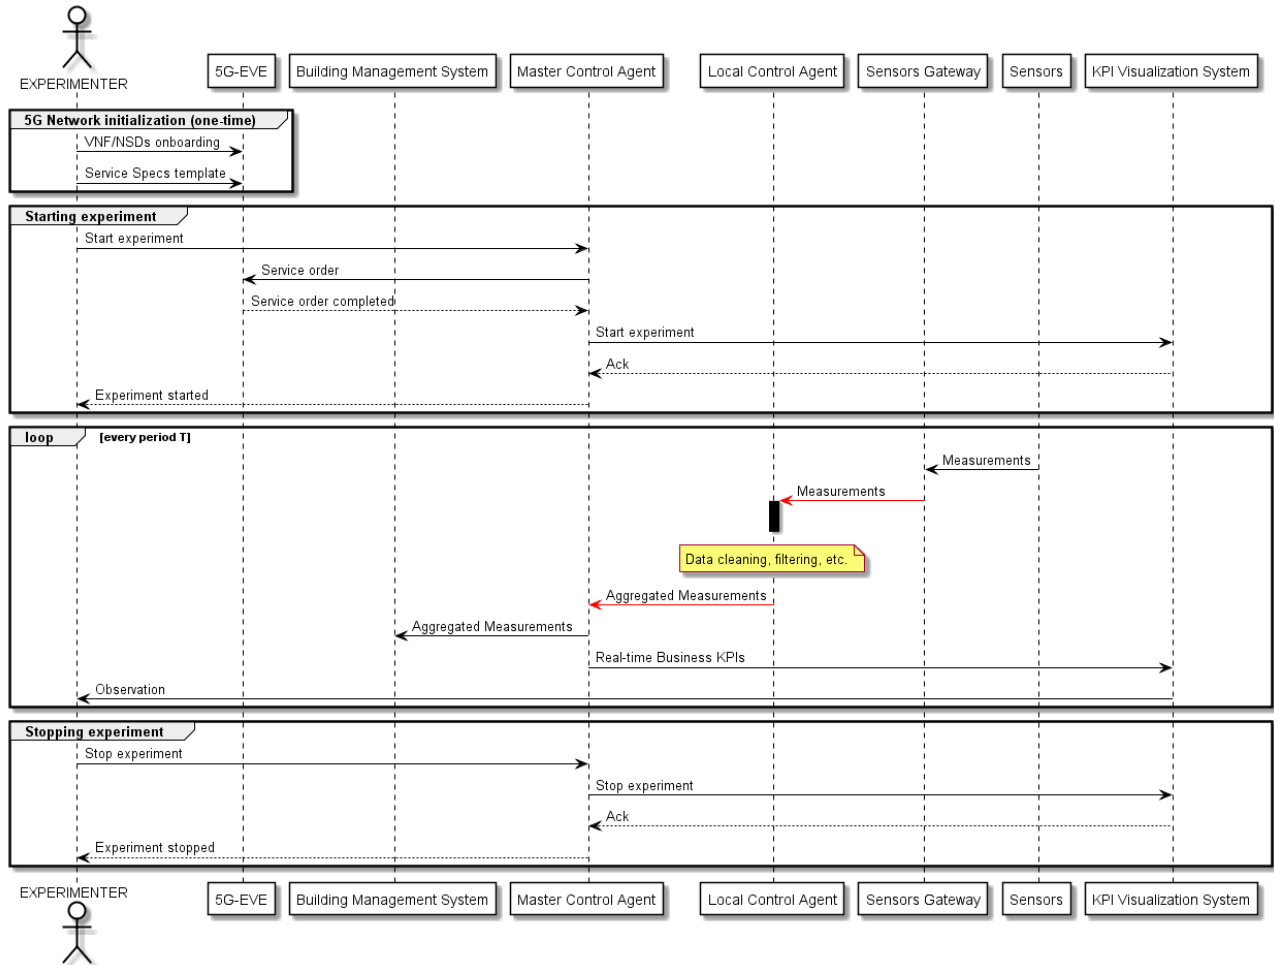 EXPERIMENTER
5G-EVE
Building Management System
Master Control Agent
Local Control Agent
Sensors Gateway
Sensors
KPI Visualization System
5G Network initialization (one-time)
VNF/NSDs onboarding
Service Specs template
Starting experiment
Start experiment
Service order
Service order completed
Start experiment
Ack
Experiment started
loop
[every period T]
Measurements
Measurements
Data cleaning, filtering, etc.
Aggregated Measurements
Aggregated Measurements
Real-time Business KPIs
Observation
Stopping experiment
Stop experiment
Stop experiment
Ack
Experiment stopped
EXPERIMENTER
5G-EVE
Building Management System
Master Control Agent
Local Control Agent
Sensors Gateway
Sensors
KPI Visualization System